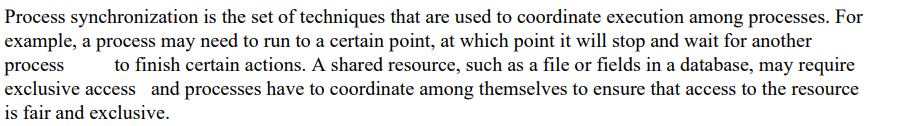 Process synchronization is the set of techniques that are used to coordinate execution among processes. For
example, a process may need to run to a certain point, at which point it will stop and wait for another
process to finish certain actions. A shared resource, such as a file or fields in a database, may require
exclusive access and processes have to coordinate among themselves to ensure that access to the resource
is fair and exclusive.